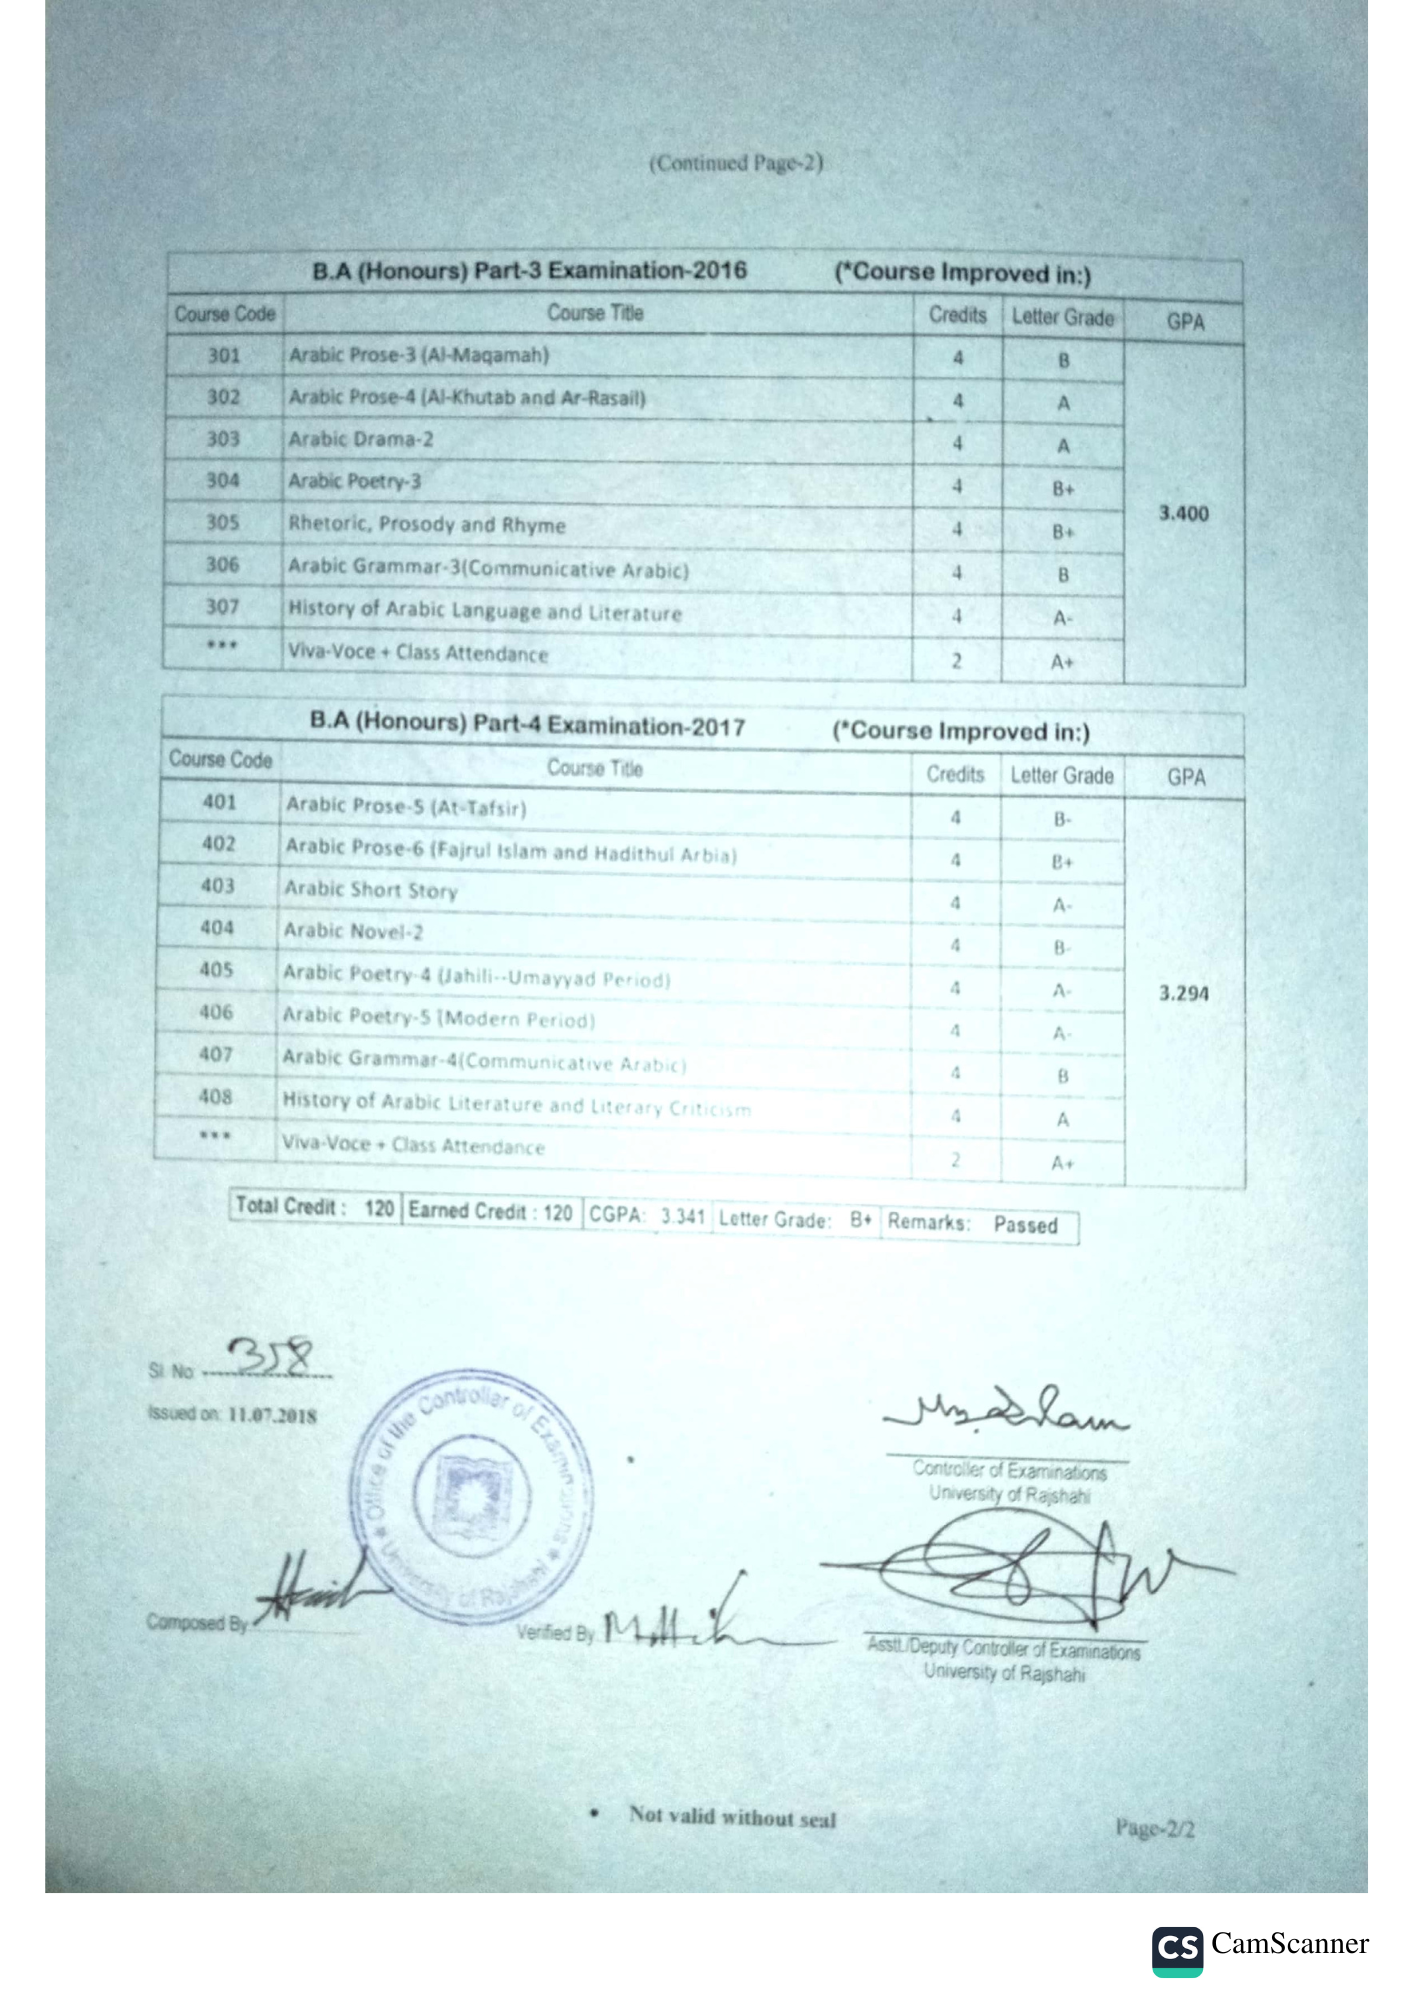 (Continued Page-2)
B.A (Honours) Part-3 Examination-2016 (*Course Improved in:)
Course Code Course Title Credits Letter Grade GPA
301 Arabic Prose-3 (Al-Maqamah) 4 B
302 Arabic Prose-4 (Al-Khutab and Ar-Rasail) 4 A
303 Arabic Drama-2 4 A
304 Arabic Poetry-3 4 B+
3.400
305 Rhetoric, Prosody and Rhyme 4 B+
306 Arabic Grammar-3(Communicative Arabic) 4 B
307 History of Arabic Language and Literature 4 A-
*** Viva-Voce + Class Attendance 2 A+
B.A (Honours) Part-4 Examination-2017 (*Course Improved in:)
Course Code Course Title Credits Letter Grade GPA
401 Arabic Prose-5 (At-Tafsir) 4 B-
402 Arabic Prose-6 (Fajrul Islam and Hadithul Arbia) 4 B+
403 Arabic Short Story 4 A-
404 Arabic Novel-2 4 B-
405 Arabic Poetry-4 (Jahili--Umayyad Period) 4 A-
3.294
406 Arabic Poetry-5 (Modern Period) 4 A-
407 Arabic Grammar-4(Communicative Arabic) 4 B
408 History of Arabic Literature and Literary Criticism 4 A
*** Viva-Voce + Class Attendance 2 A+
Total Credit : 120 Earned Credit : 120 CGPA: 3.341 Letter Grade: B+ Remarks: Passed
Sl. No 358
Issued on: 11.07.2018
Office of the Controller of Examinations
University of Rajshahi
Controller of Examinations
University of Rajshahi
Composed By
Verified By
Asstt./Deputy Controller of Examinations
University of Rajshahi
• Not valid without seal
Page-2/2
CS CamScanner